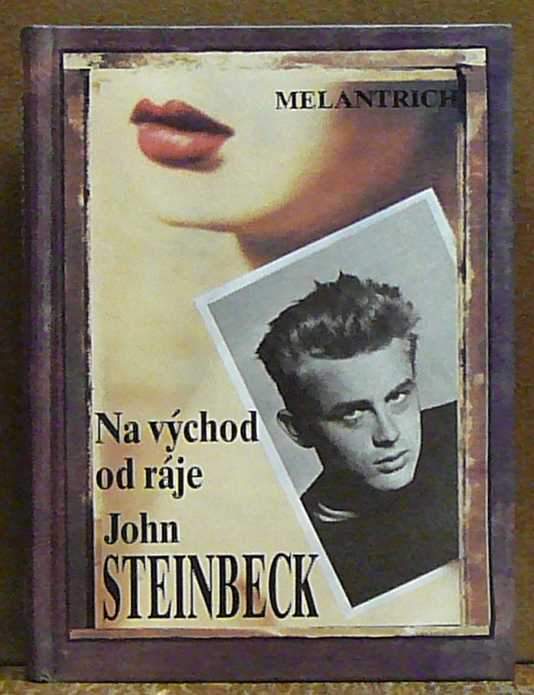 MELANTRICH
Na východ
od ráje
John
STEINBECK